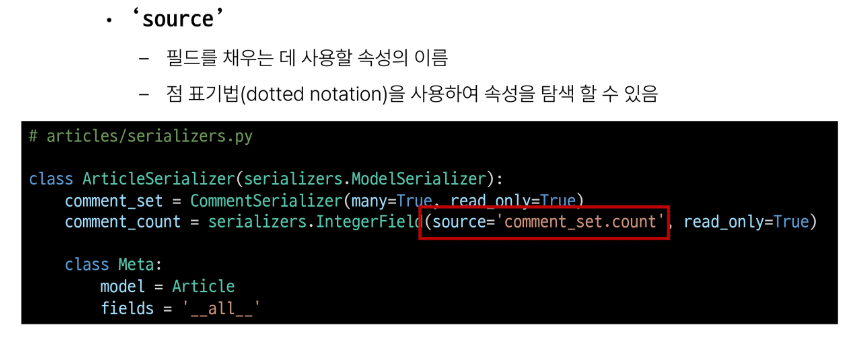 • ‘source’
– 필드를 채우는 데 사용할 속성의 이름
– 점 표기법(dotted notation)을 사용하여 속성을 탐색 할 수 있음
# articles/serializers.py
class ArticleSerializer(serializers.ModelSerializer):
    comment_set = CommentSerializer(many=True, read_only=True)
    comment_count = serializers.IntegerField(source='comment_set.count', read_only=True)
    class Meta:
        model = Article
        fields = '__all__'